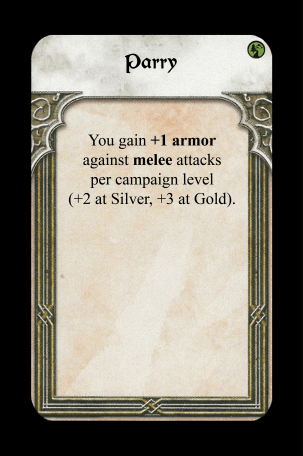 Parry
You gain +1 armor
against melee attacks
per campaign level
(+2 at Silver, +3 at Gold).